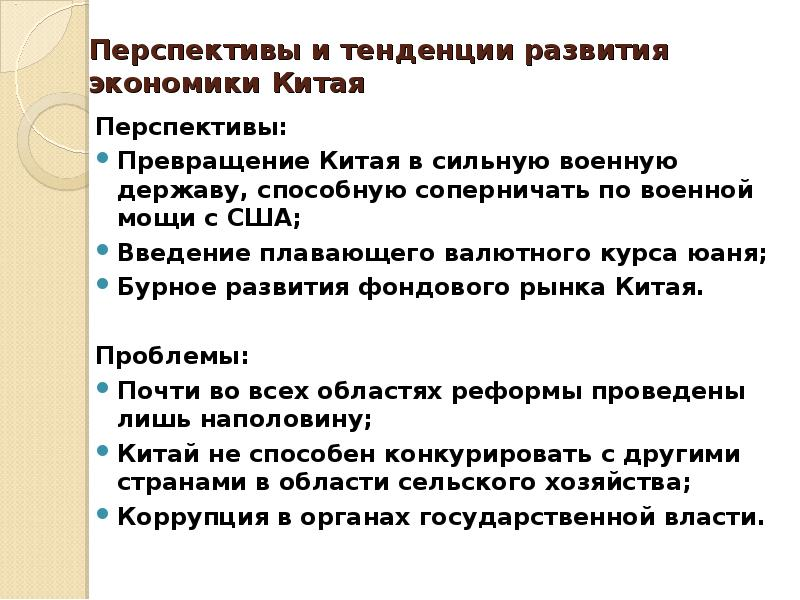 Перспективы и тенденции развития
экономики Китая
Перспективы:
Превращение Китая в сильную военную
державу, способную соперничать по военной
мощи с США;
Введение плавающего валютного курса юаня;
Бурное развития фондового рынка Китая.
Проблемы:
Почти во всех областях реформы проведены
лишь наполовину;
Китай не способен конкурировать с другими
странами в области сельского хозяйства;
Коррупция в органах государственной власти.